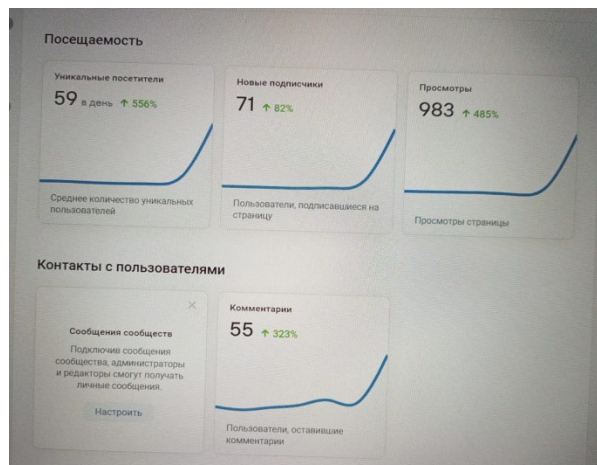 Посещаемость
Уникальные посетители
59 в день ↑ 556%
Среднее количество уникальных
пользователей
Новые подписчики
71 ↑ 82%
Пользователи, подписавшиеся на
страницу
Просмотры
983 ↑ 485%
Просмотры страницы
Контакты с пользователями
Сообщения сообществ
Подключив сообщения
сообщества, администраторы
и редакторы смогут получать
личные сообщения.
Настроить
Комментарии
55 ↑ 323%
Пользователи, оставившие
комментарии